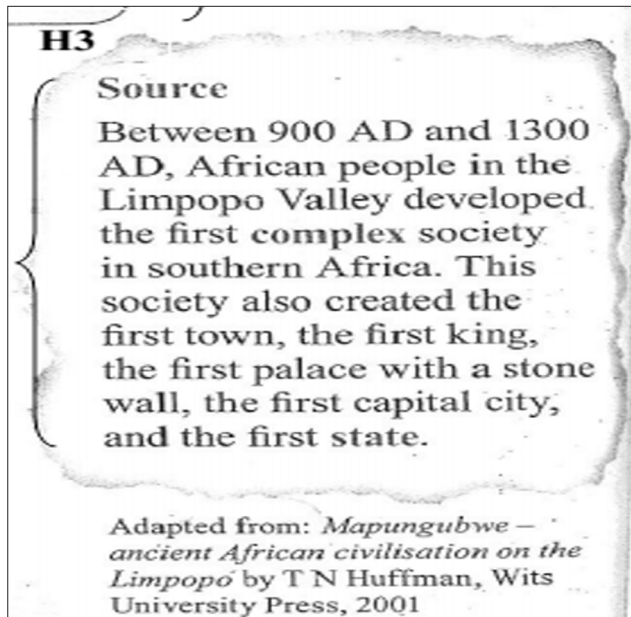 H3
Source
Between 900 AD and 1300
AD, African people in the
Limpopo Valley developed
the first complex society
in southern Africa. This
society also created the
first town, the first king,
the first palace with a stone
wall, the first capital city,
and the first state.
Adapted from: Mapungubwe –
ancient African civilisation on the
Limpopo by T N Huffman, Wits
University Press, 2001